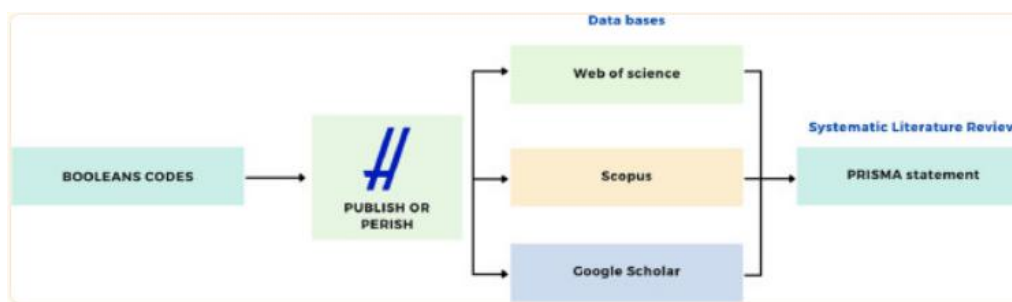 Data bases
Web of science
Systematic Literature Review
BOOLEANS CODES
PUBLISH OR
PERISH
Scopus
PRISMA statement
Google Scholar